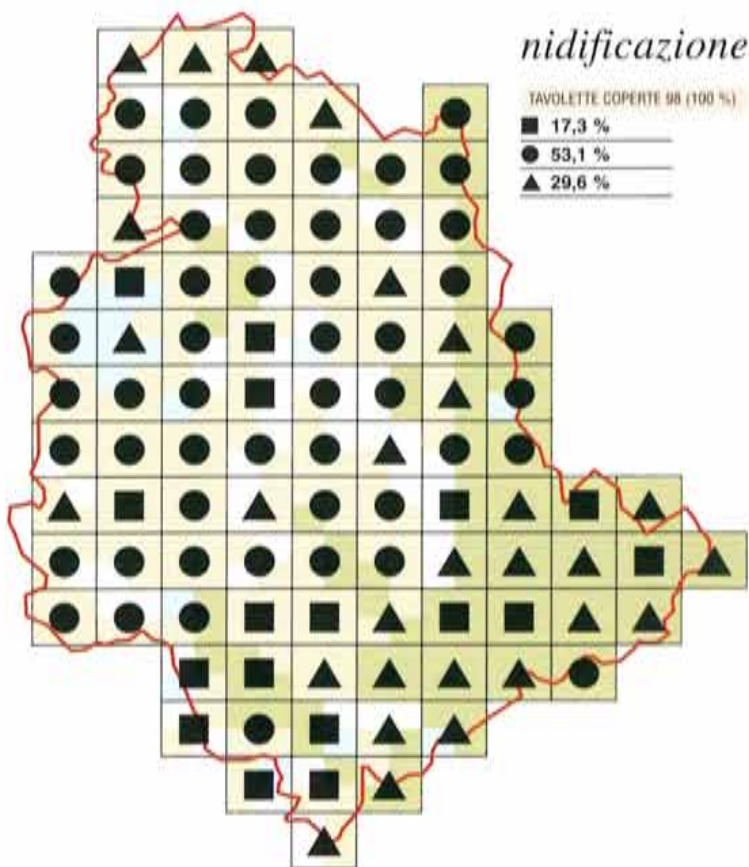 nidificazione
TAVOLETTE COPERTE 98 (100 %)
■ 17,3 %
● 53,1 %
▲ 29,6 %